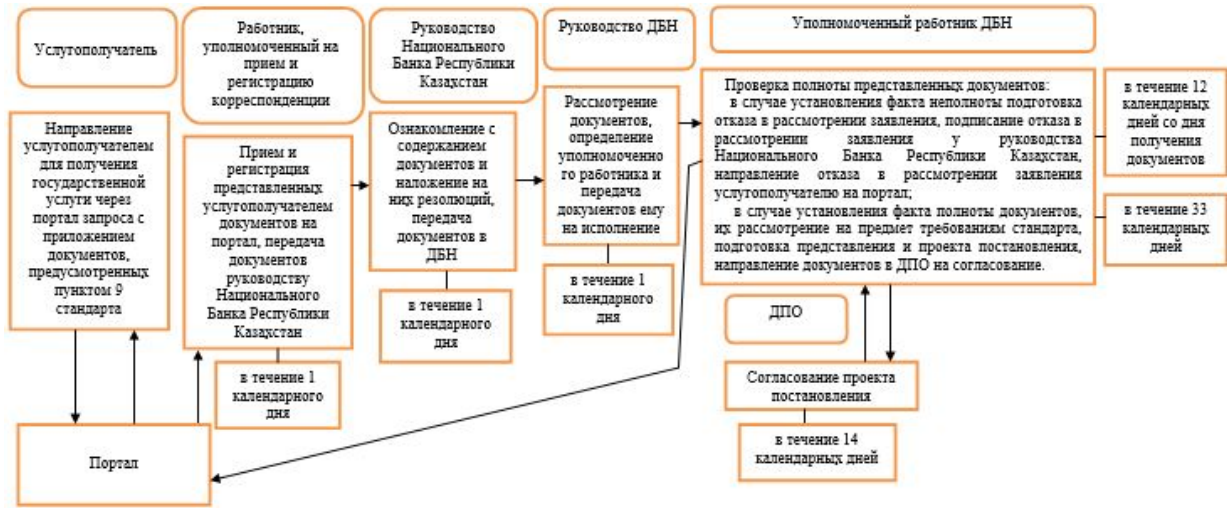 Услугополучатель
Работник,
уполномоченный на
прием и
регистрацию
корреспонденции
Руководство
Национального
Банка Республики
Казахстан
Руководство ДБН
Уполномоченный работник ДБН
Направление
услугополучателем
для получения
государственной
услуги через
портал запроса с
приложением
документов,
предусмотренных
пунктом 9
стандарта
Прием и
регистрация
представленных
услугополучателем
документов на
портал, передача
документов
руководству
Национального
Банка Республики
Казахстан
в течение 1
календарного
дня
Ознакомление с
содержанием
документов и
наложение на
них резолюций,
передача
документов в
ДБН
в течение 1
календарного
дня
Рассмотрение
документов,
определение
уполномоченно
го работника и
передача
документов ему
на исполнение
в течение 1
календарного
дня
Проверка полноты представленных документов:
в случае установления факта неполноты подготовка
отказа в рассмотрении заявления, подписание отказа в
рассмотрении заявления у руководства
Национального Банка Республики Казахстан,
направление отказа в рассмотрении заявления
услугополучателю на портал;
в случае установления факта полноты документов,
их рассмотрение на предмет требованиям стандарта,
подготовка представления и проекта постановления,
направление документов в ДПО на согласование.
в течение 12
календарных
дней со дня
получения
документов
в течение 33
календарных
дней
ДПО
Согласование проекта
постановления
в течение 14
календарных дней
Портал